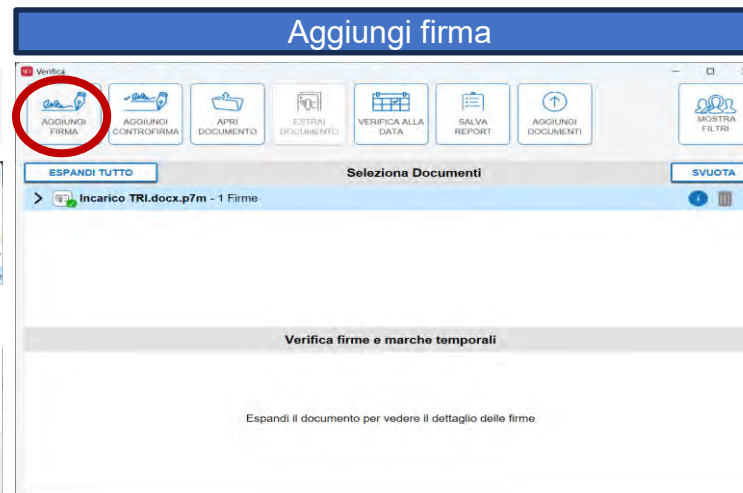 Aggiungi firma
Verifica
AGGIUNGI FIRMA
AGGIUNGI CONTROFIRMA
APRI DOCUMENTO
ESTRAI DOCUMENTO
VERIFICA ALLA DATA
SALVA REPORT
AGGIUNGI DOCUMENTI
MOSTRA FILTRI
ESPANDI TUTTO
Seleziona Documenti
SVUOTA
Incarico TRI.docx.p7m - 1 Firme
Verifica firme e marche temporali
Espandi il documento per vedere il dettaglio delle firme